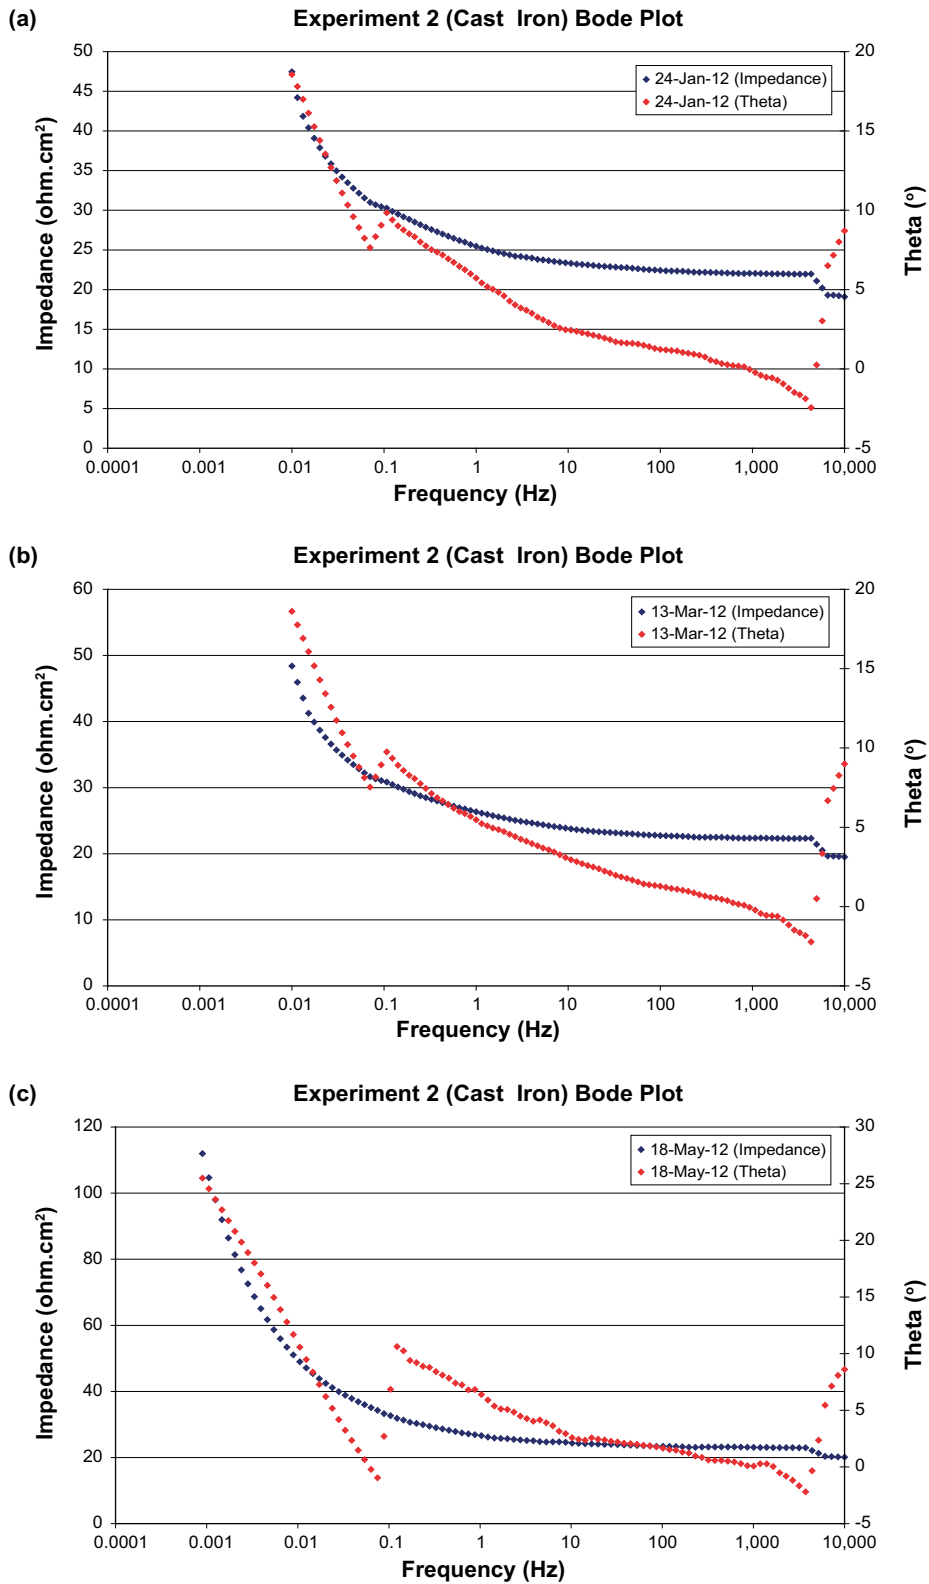 (a)
Experiment 2 (Cast Iron) Bode Plot
50
45
40
35
30
25
20
15
10
5
0
20
15
10
5
0
-5
24-Jan-12 (Impedance)
24-Jan-12 (Theta)
Impedance (ohm.cm²)
Theta (º)
0.0001 0.001 0.01 0.1 1 10 100 1,000 10,000
Frequency (Hz)
(b)
Experiment 2 (Cast Iron) Bode Plot
60
50
40
30
20
10
0
20
15
10
5
0
-5
13-Mar-12 (Impedance)
13-Mar-12 (Theta)
Impedance (ohm.cm²)
Theta (º)
0.0001 0.001 0.01 0.1 1 10 100 1,000 10,000
Frequency (Hz)
(c)
Experiment 2 (Cast Iron) Bode Plot
120
100
80
60
40
20
0
30
25
20
15
10
5
0
-5
18-May-12 (Impedance)
18-May-12 (Theta)
Impedance (ohm.cm²)
Theta (º)
0.0001 0.001 0.01 0.1 1 10 100 1,000 10,000
Frequency (Hz)